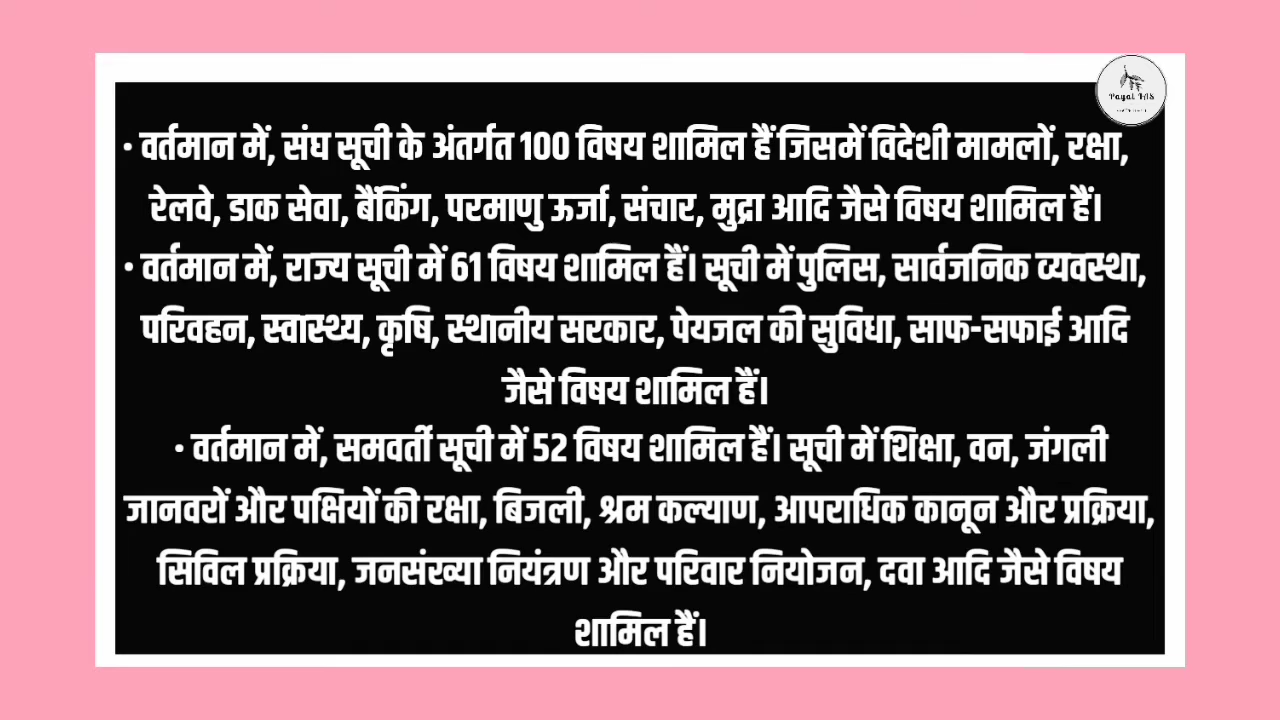 Payal IAS
• वर्तमान में, संघ सूची के अंतर्गत 100 विषय शामिल हैं जिसमें विदेशी मामलों, रक्षा,
रेलवे, डाक सेवा, बैंकिंग, परमाणु ऊर्जा, संचार, मुद्रा आदि जैसे विषय शामिल हैं।
• वर्तमान में, राज्य सूची में 61 विषय शामिल हैं। सूची में पुलिस, सार्वजनिक व्यवस्था,
परिवहन, स्वास्थ्य, कृषि, स्थानीय सरकार, पेयजल की सुविधा, साफ-सफाई आदि
जैसे विषय शामिल हैं।
• वर्तमान में, समवर्ती सूची में 52 विषय शामिल हैं। सूची में शिक्षा, वन, जंगली
जानवरों और पक्षियों की रक्षा, बिजली, श्रम कल्याण, आपराधिक कानून और प्रक्रिया,
सिविल प्रक्रिया, जनसंख्या नियंत्रण और परिवार नियोजन, दवा आदि जैसे विषय
शामिल हैं।